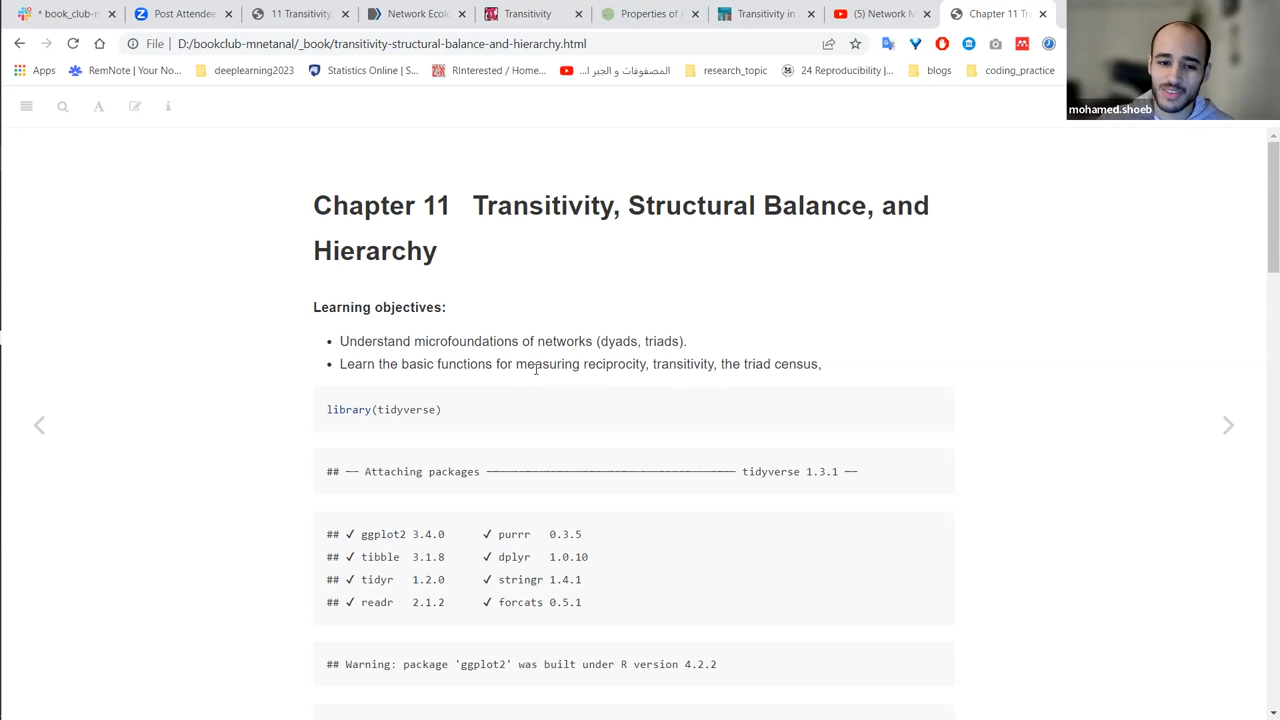 * book_club-m
Post Attendee
11 Transitivity,
Network Ecol
Transitivity
Properties of
Transitivity in
(5) Network M
Chapter 11 Tra
File | D:/bookclub-mnetanal/_book/transitivity-structural-balance-and-hierarchy.html
Apps
RemNote | Your No...
deeplearning2023
Statistics Online | S...
RInterested / Home...
المصفوفات و الجبر ا...
research_topic
24 Reproducibility |...
blogs
coding_practice
mohamed.shoeb
Chapter 11 Transitivity, Structural Balance, and
Hierarchy
Learning objectives:
• Understand microfoundations of networks (dyads, triads).
• Learn the basic functions for measuring reciprocity, transitivity, the triad census,
library(tidyverse)
## ── Attaching packages ─────────────────────────────────────── tidyverse 1.3.1 ──
## ✓ ggplot2 3.4.0 ✓ purrr 0.3.5
## ✓ tibble 3.1.8 ✓ dplyr 1.0.10
## ✓ tidyr 1.2.0 ✓ stringr 1.4.1
## ✓ readr 2.1.2 ✓ forcats 0.5.1
## Warning: package 'ggplot2' was built under R version 4.2.2